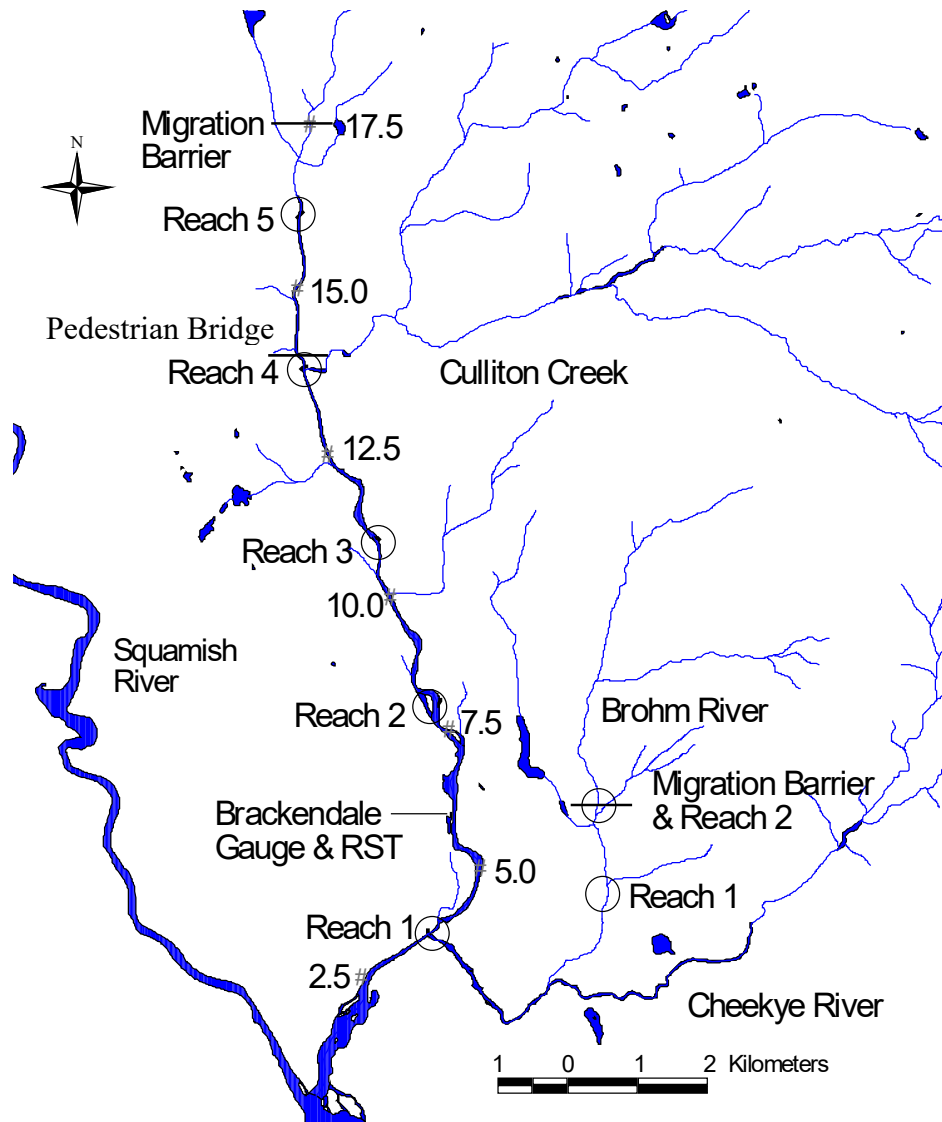 N
Migration
Barrier
# 17.5
Reach 5
# 15.0
Pedestrian Bridge
Reach 4
Culliton Creek
# 12.5
Reach 3
10.0 #
Squamish
River
Reach 2
# 7.5
Brohm River
Migration Barrier
& Reach 2
Brackendale
Gauge & RST
# 5.0
Reach 1
Reach 1
2.5 #
Cheekye River
1 0 1 2 Kilometers